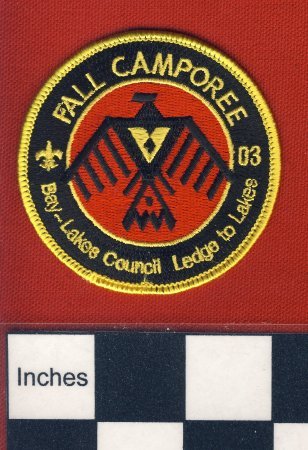 FALL CAMPOREE
03
Bay-Lakes Council Ledge to Lakes
Inches